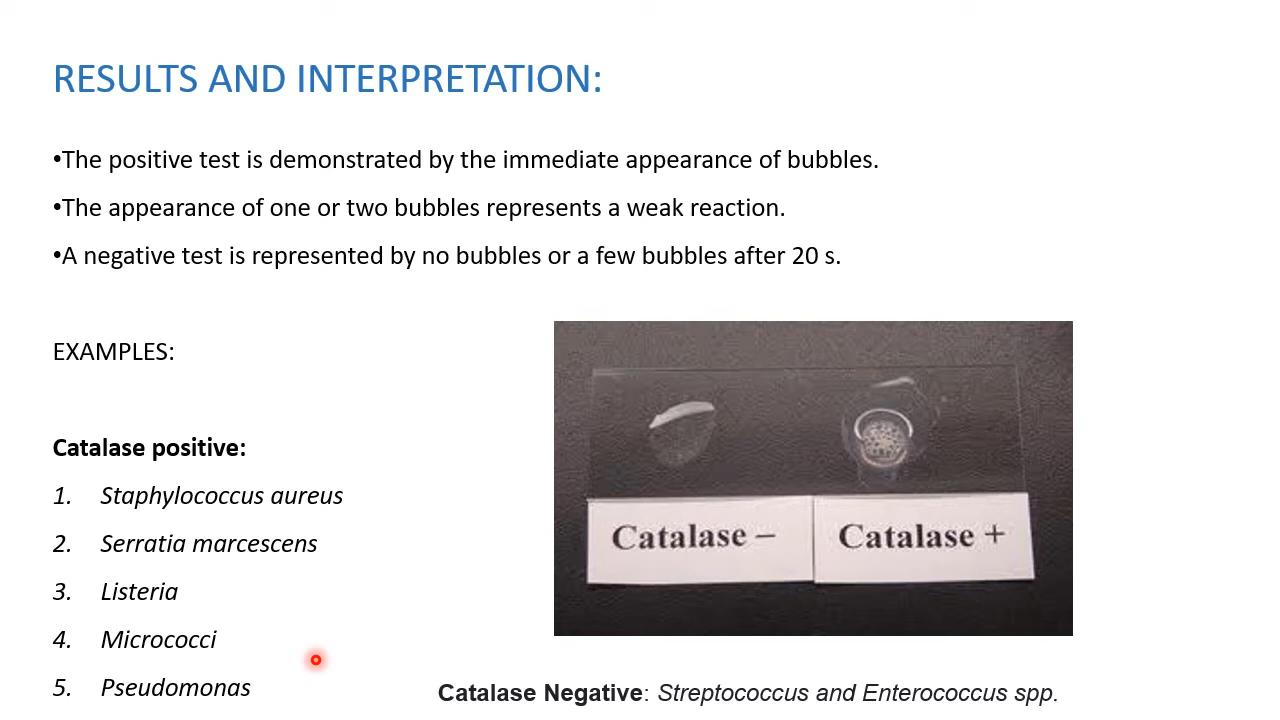 RESULTS AND INTERPRETATION:
•The positive test is demonstrated by the immediate appearance of bubbles.
•The appearance of one or two bubbles represents a weak reaction.
•A negative test is represented by no bubbles or a few bubbles after 20 s.
EXAMPLES:
Catalase positive:
1. Staphylococcus aureus
2. Serratia marcescens
3. Listeria
4. Micrococci
5. Pseudomonas
Catalase –
Catalase +
Catalase Negative: Streptococcus and Enterococcus spp.